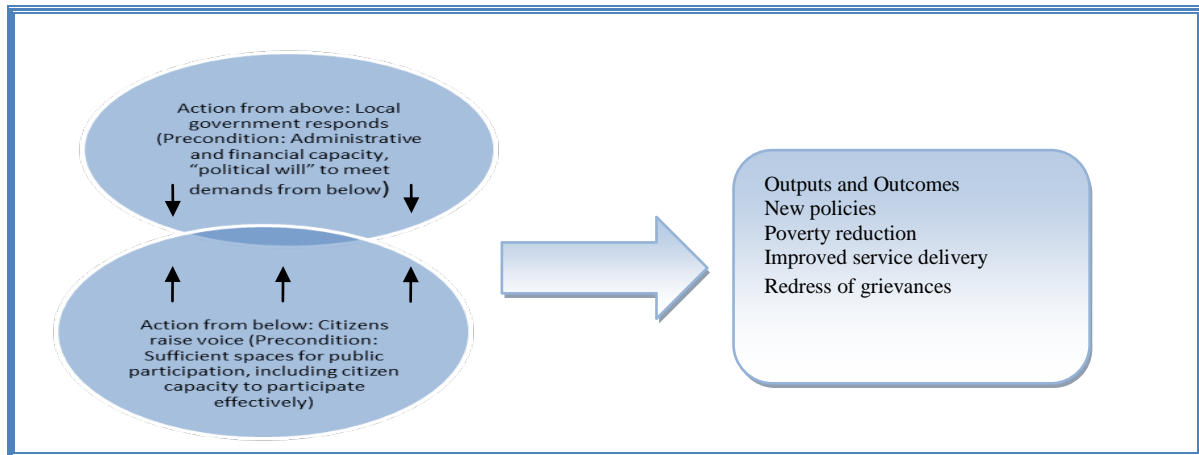 Action from above: Local
government responds
(Precondition: Administrative
and financial capacity,
“political will” to meet
demands from below)
Action from below: Citizens
raise voice (Precondition:
Sufficient spaces for public
participation, including citizen
capacity to participate
effectively)
Outputs and Outcomes
New policies
Poverty reduction
Improved service delivery
Redress of grievances